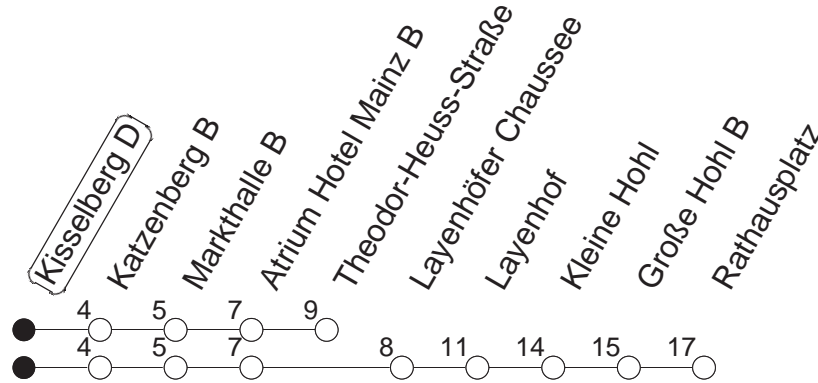 Kisselberg D
Katzenberg B
Markthalle B
Atrium Hotel Mainz B
Theodor-Heuss-Straße
Layenhöfer Chaussee
Layenhof
Kleine Hohl
Große Hohl B
Rathausplatz
4 5 7 9
4 5 7 8 11 14 15 17